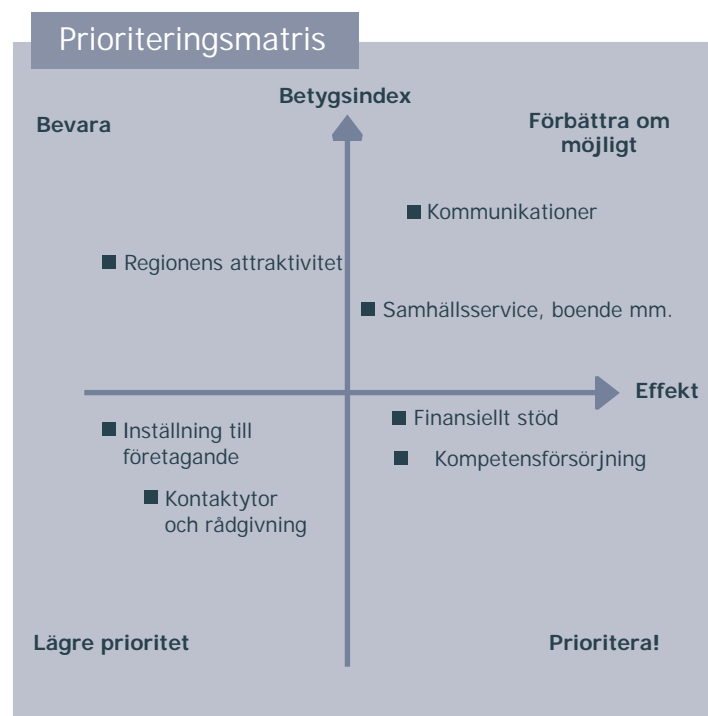 Prioriteringsmatris
Betygsindex
Bevara
Förbättra om
möjligt
Kommunikationer
Regionens attraktivitet
Samhällsservice, boende mm.
Effekt
Finansiellt stöd
Inställning till
företagande
Kompetensförsörjning
Kontaktytor
och rådgivning
Lägre prioritet
Prioritera!